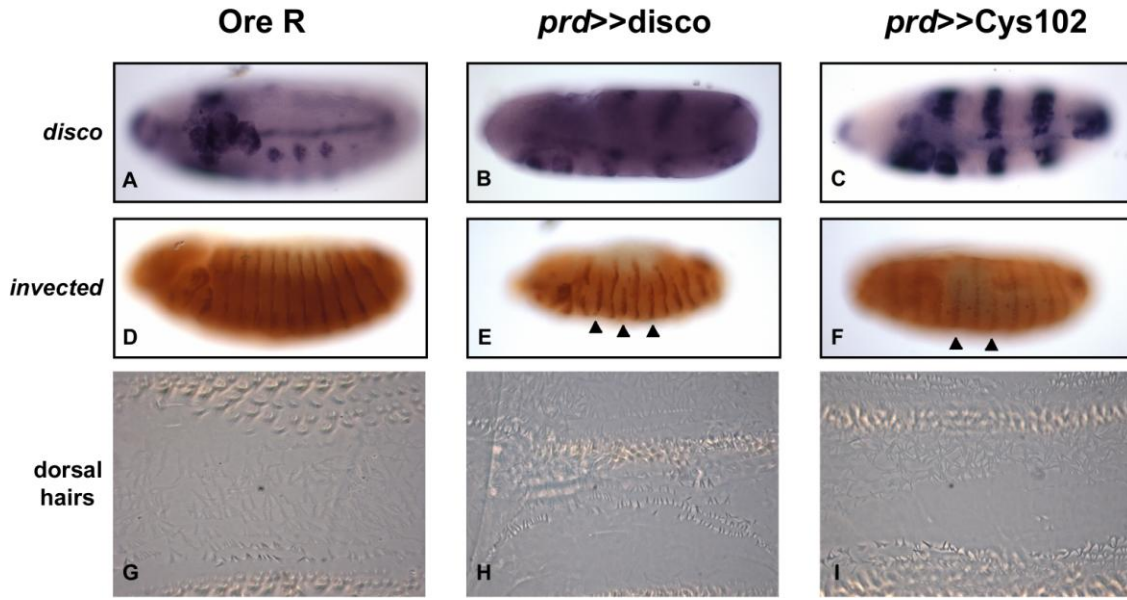 Ore R prd>>disco prd>>Cys102
disco
A B C
invected
D E F
dorsal
hairs
G H I